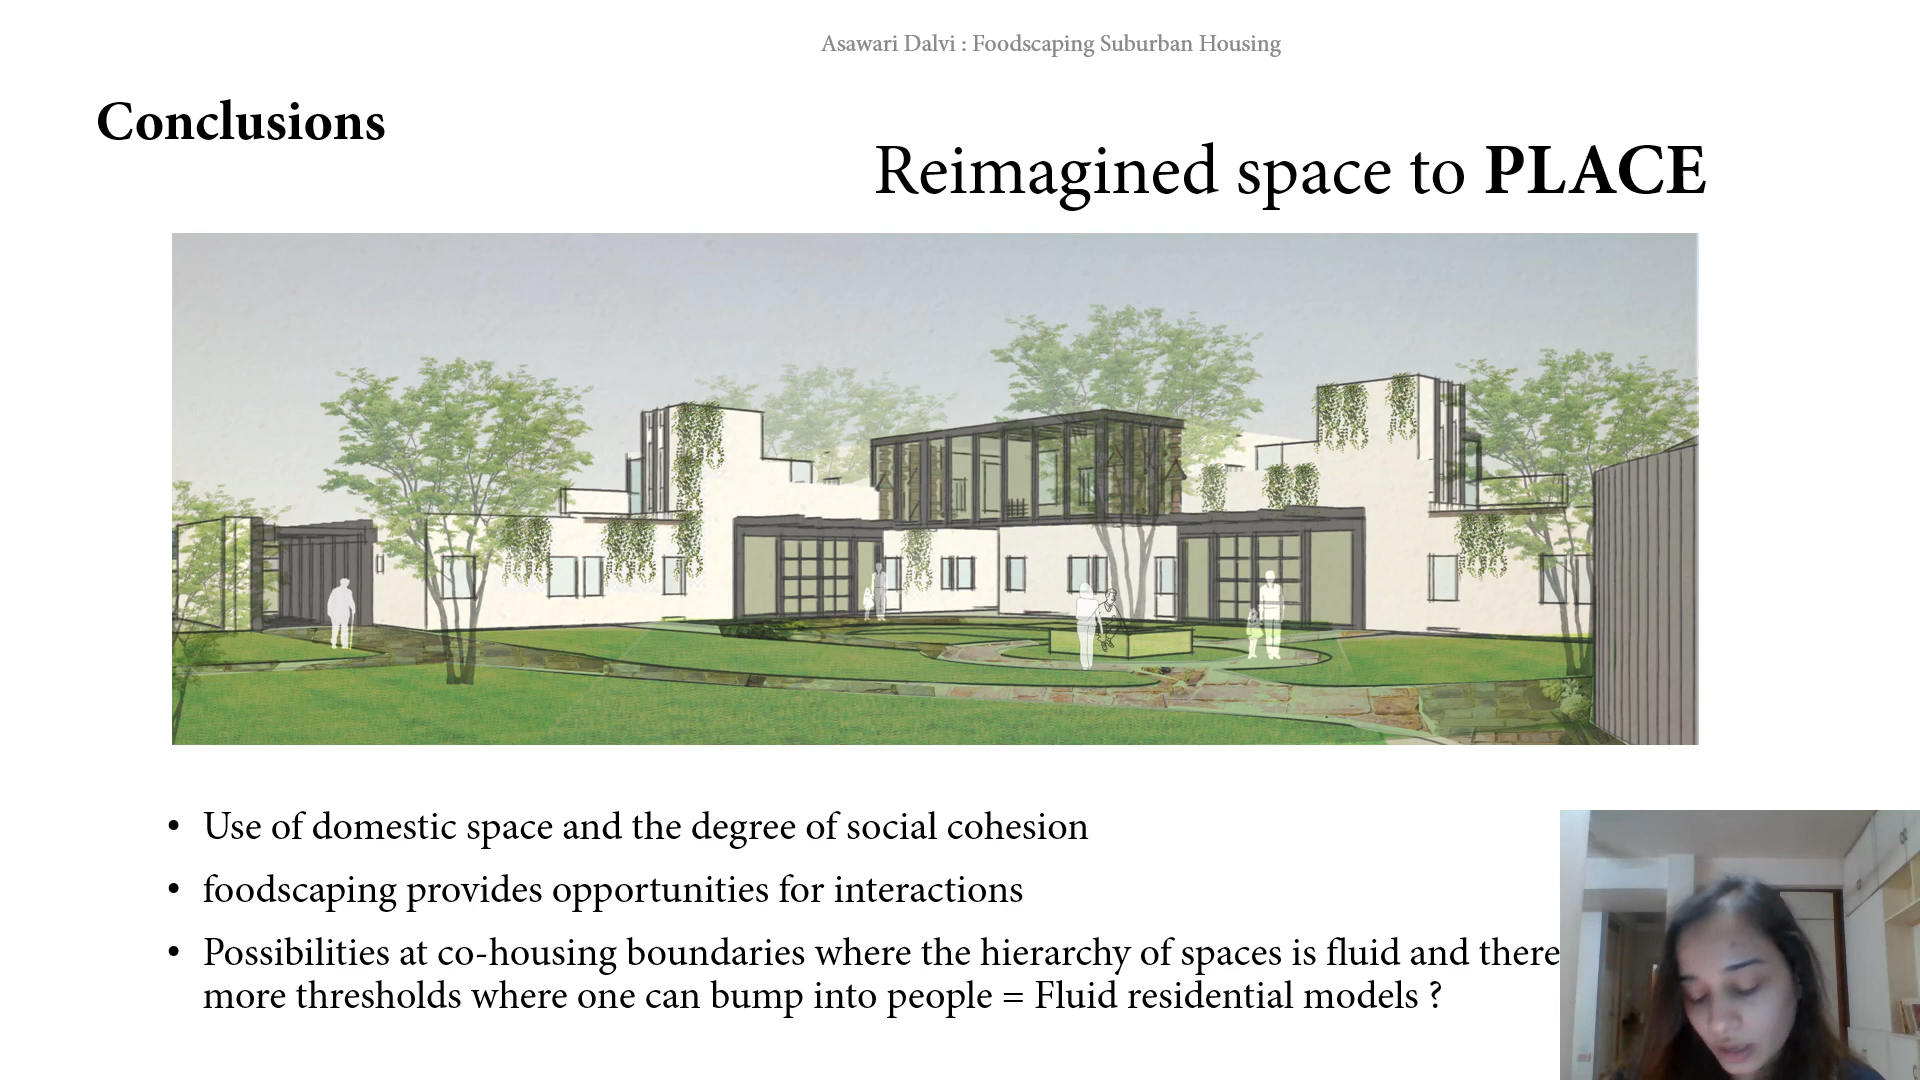 Asawari Dalvi : Foodscaping Suburban Housing
Conclusions
Reimagined space to PLACE
• Use of domestic space and the degree of social cohesion
• foodscaping provides opportunities for interactions
• Possibilities at co-housing boundaries where the hierarchy of spaces is fluid and there
more thresholds where one can bump into people = Fluid residential models ?